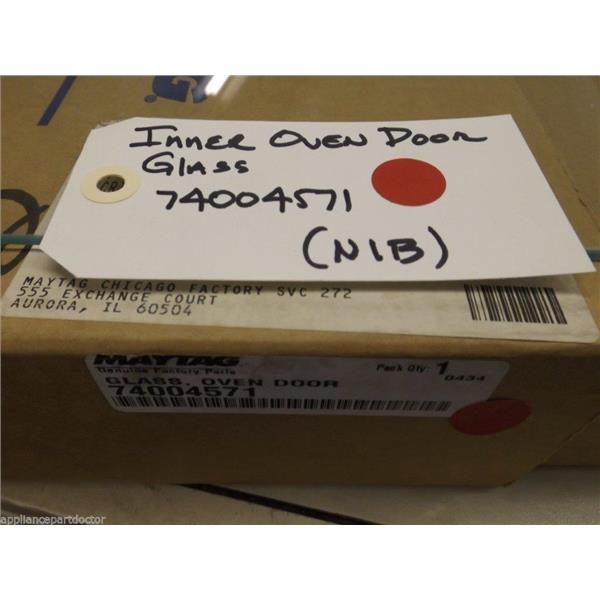 INNER OVEN DOOR
GLASS
74004571
(NIB)
MAYTAG CHICAGO FACTORY SVC 272
555 EXCHANGE COURT
AURORA, IL 60504
MAYTAG
Genuine Factory Parts
Pack Qty: 1
0434
GLASS, OVEN DOOR
74004571
appliancepartdoctor